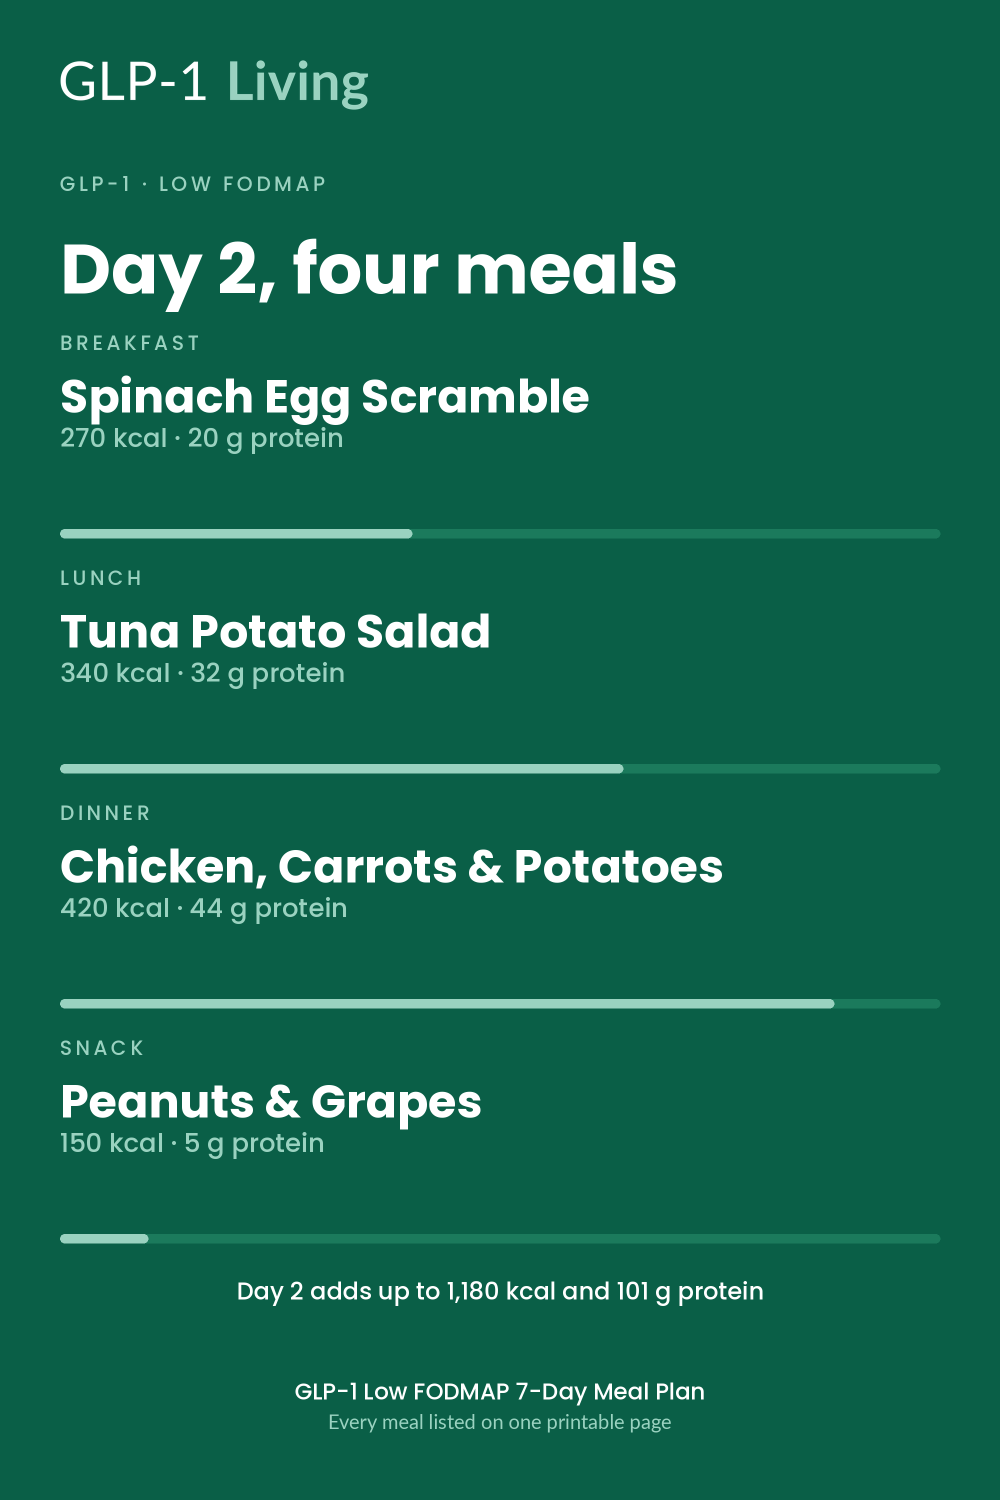 GLP-1 Living
GLP-1 · LOW FODMAP
Day 2, four meals
BREAKFAST
Spinach Egg Scramble
270 kcal · 20 g protein
LUNCH
Tuna Potato Salad
340 kcal · 32 g protein
DINNER
Chicken, Carrots & Potatoes
420 kcal · 44 g protein
SNACK
Peanuts & Grapes
150 kcal · 5 g protein
Day 2 adds up to 1,180 kcal and 101 g protein
GLP-1 Low FODMAP 7-Day Meal Plan
Every meal listed on one printable page